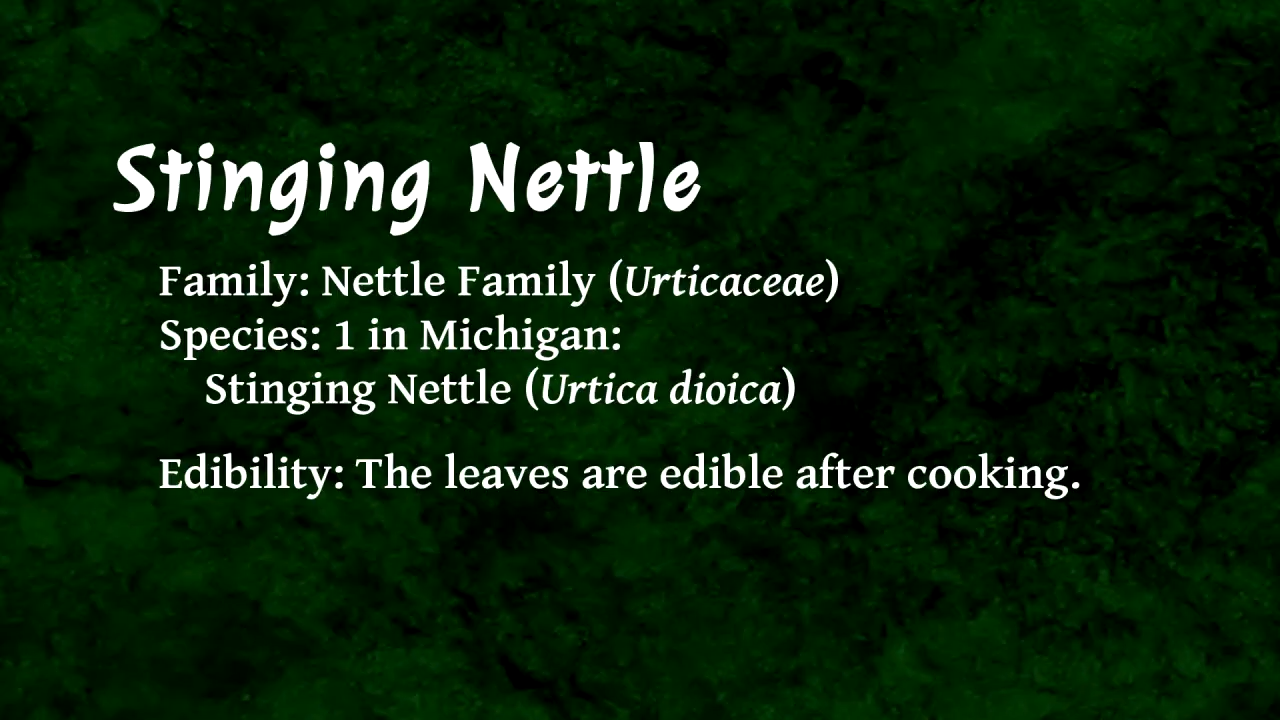 Stinging Nettle
Family: Nettle Family (Urticaceae)
Species: 1 in Michigan:
Stinging Nettle (Urtica dioica)
Edibility: The leaves are edible after cooking.